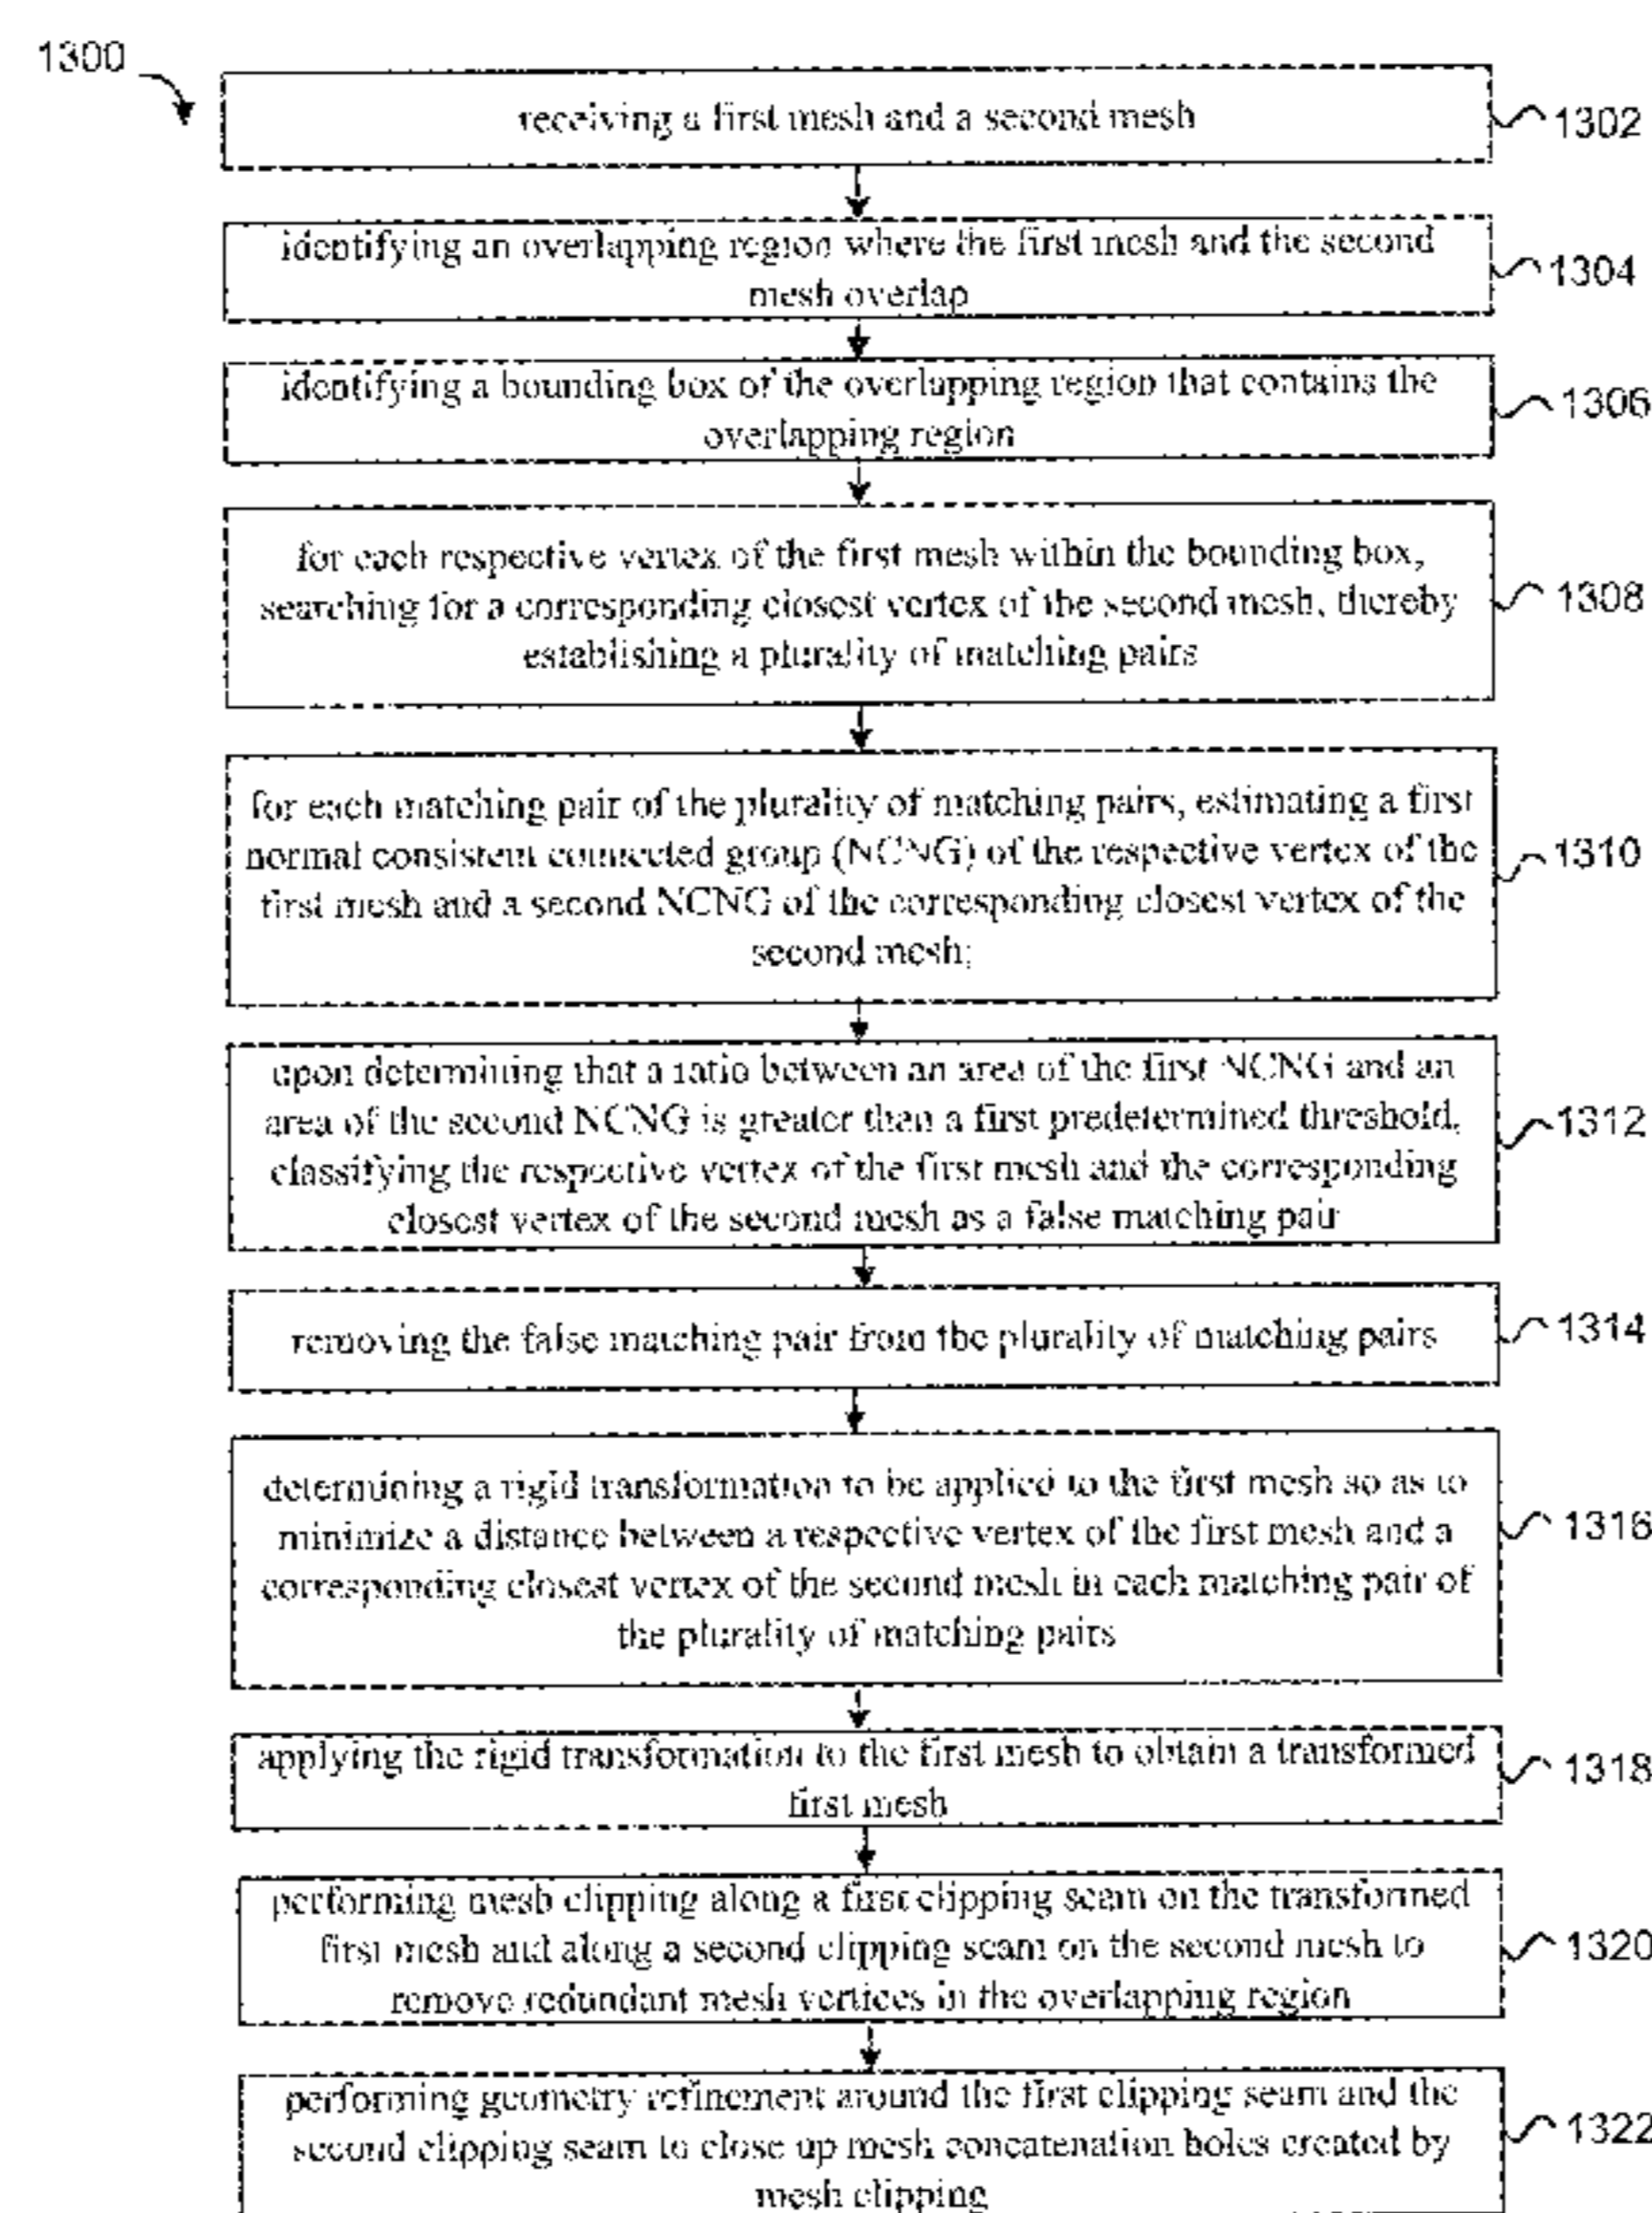 1300
receiving a first mesh and a second mesh
1302
identifying an overlapping region where the first mesh and the second
mesh overlap
1304
identifying a bounding box of the overlapping region that contains the
overlapping region
1306
for each respective vertex of the first mesh within the bounding box,
searching for a corresponding closest vertex of the second mesh, thereby
establishing a plurality of matching pairs
1308
for each matching pair of the plurality of matching pairs, estimating a first
normal consistent connected group (NCNG) of the respective vertex of the
first mesh and a second NCNG of the corresponding closest vertex of the
second mesh;
1310
upon determining that a ratio between an area of the first NCNG and an
area of the second NCNG is greater than a first predetermined threshold,
classifying the respective vertex of the first mesh and the corresponding
closest vertex of the second mesh as a false matching pair
1312
removing the false matching pair from the plurality of matching pairs
1314
determining a rigid transformation to be applied to the first mesh so as to
minimize a distance between a respective vertex of the first mesh and a
corresponding closest vertex of the second mesh in each matching pair of
the plurality of matching pairs
1316
applying the rigid transformation to the first mesh to obtain a transformed
first mesh
1318
performing mesh clipping along a first clipping seam on the transformed
first mesh and along a second clipping seam on the second mesh to
remove redundant mesh vertices in the overlapping region
1320
performing geometry refinement around the first clipping seam and the
second clipping seam to close up mesh concatenation holes created by
mesh clipping
1322